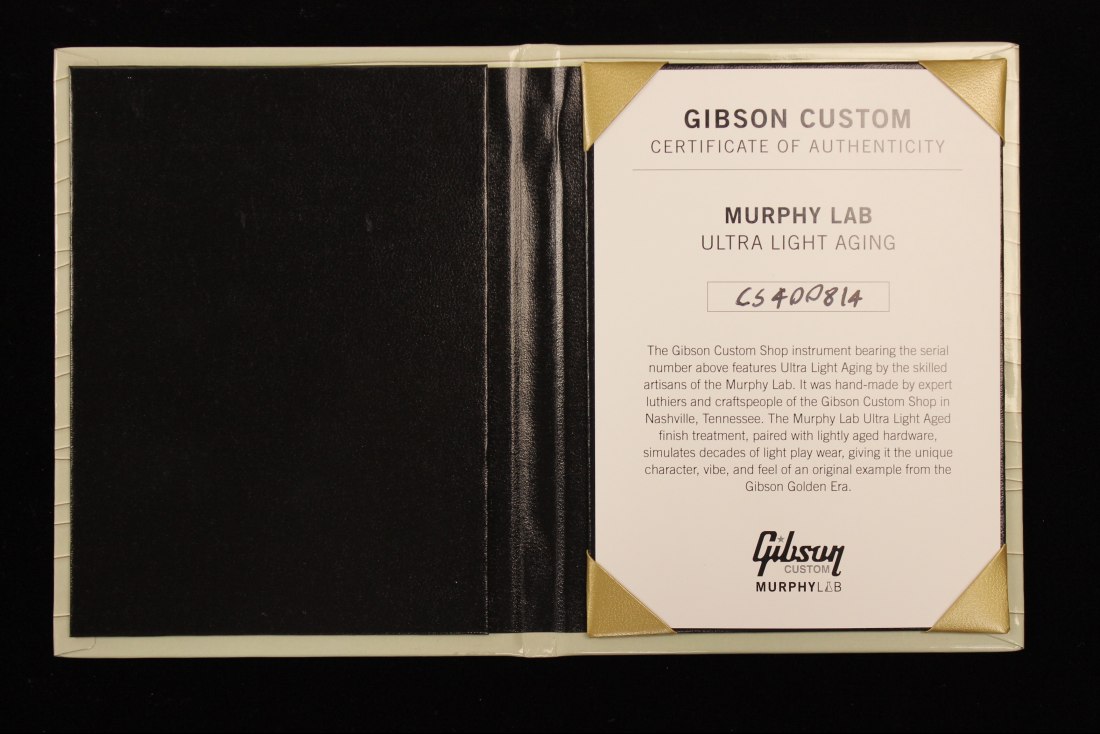 GIBSON CUSTOM
CERTIFICATE OF AUTHENTICITY
MURPHY LAB
ULTRA LIGHT AGING
CS400814
The Gibson Custom Shop instrument bearing the serial
number above features Ultra Light Aging by the skilled
artisans of the Murphy Lab. It was hand-made by expert
luthiers and craftspeople of the Gibson Custom Shop in
Nashville, Tennessee. The Murphy Lab Ultra Light Aged
finish treatment, paired with lightly aged hardware,
simulates decades of light play wear, giving it the unique
character, vibe, and feel of an original example from the
Gibson Golden Era.
Gibson
CUSTOM
MURPHYLAB